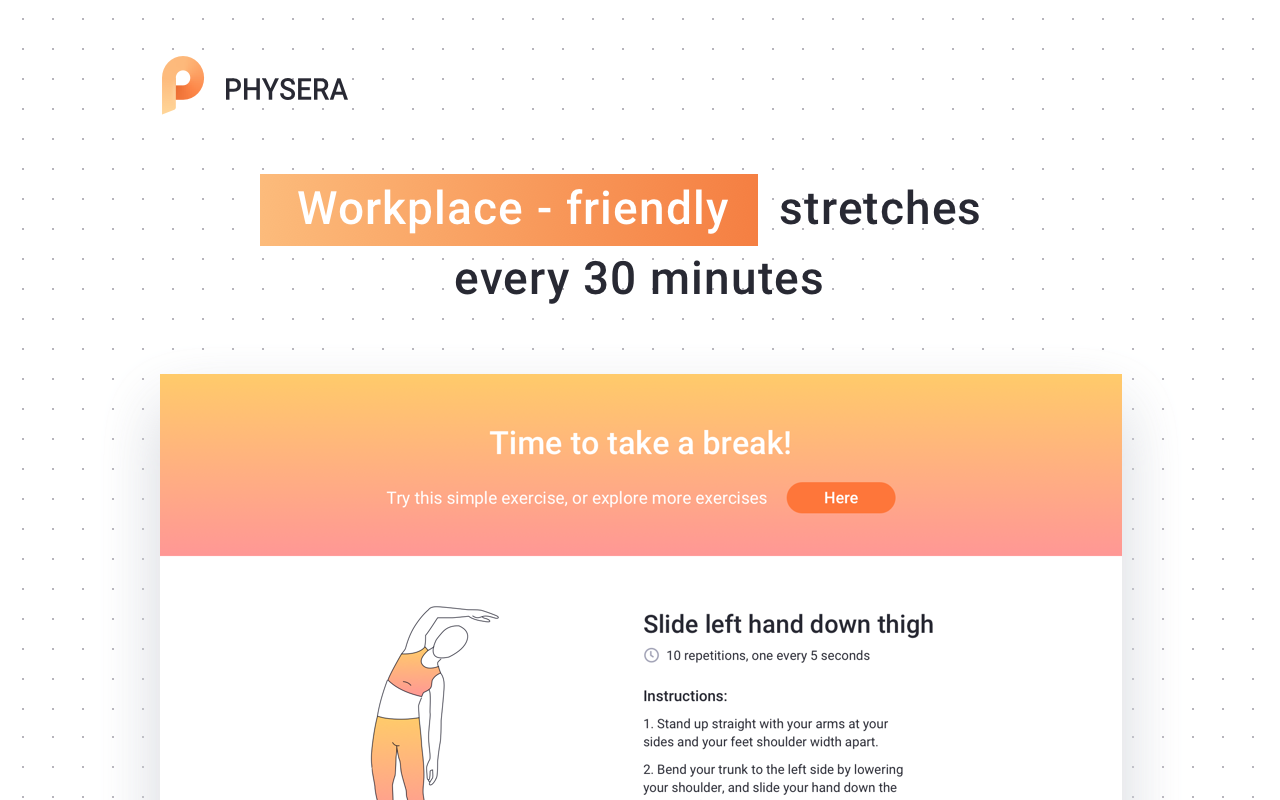 PHYSERA
Workplace - friendly stretches
every 30 minutes
Time to take a break!
Try this simple exercise, or explore more exercises Here
Slide left hand down thigh
10 repetitions, one every 5 seconds
Instructions:
1. Stand up straight with your arms at your
sides and your feet shoulder width apart.
2. Bend your trunk to the left side by lowering
your shoulder, and slide your hand down the